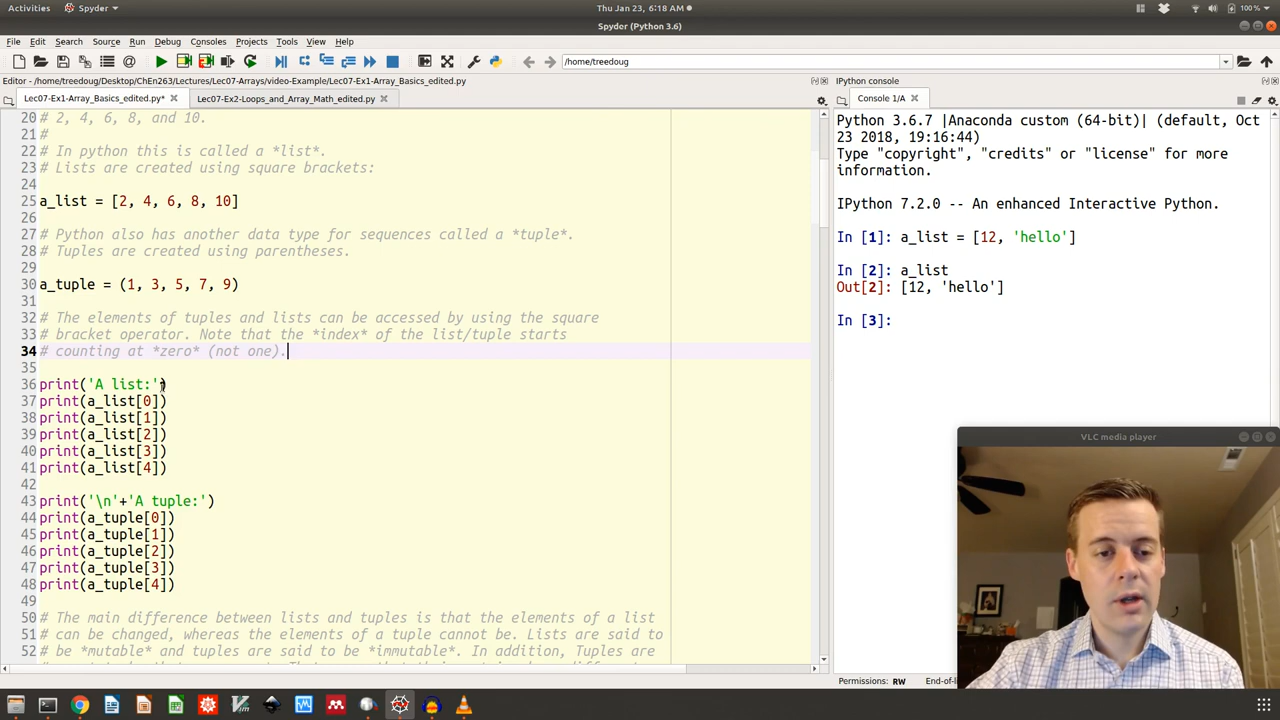 Activities
Spyder
Thu Jan 23, 6:18 AM
100 %
Spyder (Python 3.6)
File Edit Search Source Run Debug Consoles Projects Tools View Help
/home/treedoug
Editor - /home/treedoug/Desktop/ChEn263/Lectures/Lec07-Arrays/video-Example/Lec07-Ex1-Array_Basics_edited.py
Lec07-Ex1-Array_Basics_edited.py*
Lec07-Ex2-Loops_and_Array_Math_edited.py
20 # 2, 4, 6, 8, and 10.
21 #
22 # In python this is called a *list*.
23 # Lists are created using square brackets:
24
25 a_list = [2, 4, 6, 8, 10]
26
27 # Python also has another data type for sequences called a *tuple*.
28 # Tuples are created using parentheses.
29
30 a_tuple = (1, 3, 5, 7, 9)
31
32 # The elements of tuples and lists can be accessed by using the square
33 # bracket operator. Note that the *index* of the list/tuple starts
34 # counting at *zero* (not one).
35
36 print('A list:')
37 print(a_list[0])
38 print(a_list[1])
39 print(a_list[2])
40 print(a_list[3])
41 print(a_list[4])
42
43 print('\n'+'A tuple:')
44 print(a_tuple[0])
45 print(a_tuple[1])
46 print(a_tuple[2])
47 print(a_tuple[3])
48 print(a_tuple[4])
49
50 # The main difference between lists and tuples is that the elements of a list
51 # can be changed, whereas the elements of a tuple cannot be. Lists are said to
52 # be *mutable* and tuples are said to be *immutable*. In addition, Tuples are
IPython console
Console 1/A
Python 3.6.7 |Anaconda custom (64-bit)| (default, Oct
23 2018, 19:16:44)
Type "copyright", "credits" or "license" for more
information.
IPython 7.2.0 -- An enhanced Interactive Python.
In [1]: a_list = [12, 'hello']
In [2]: a_list
Out[2]: [12, 'hello']
In [3]:
VLC media player
Permissions: RW
End-of-l